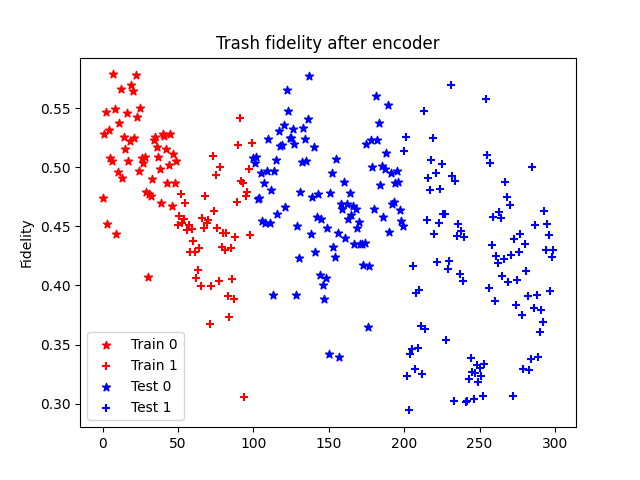 Trash fidelity after encoder
Fidelity
0.55
0.50
0.45
0.40
0.35
0.30
Train 0
Train 1
Test 0
Test 1
0 50 100 150 200 250 300